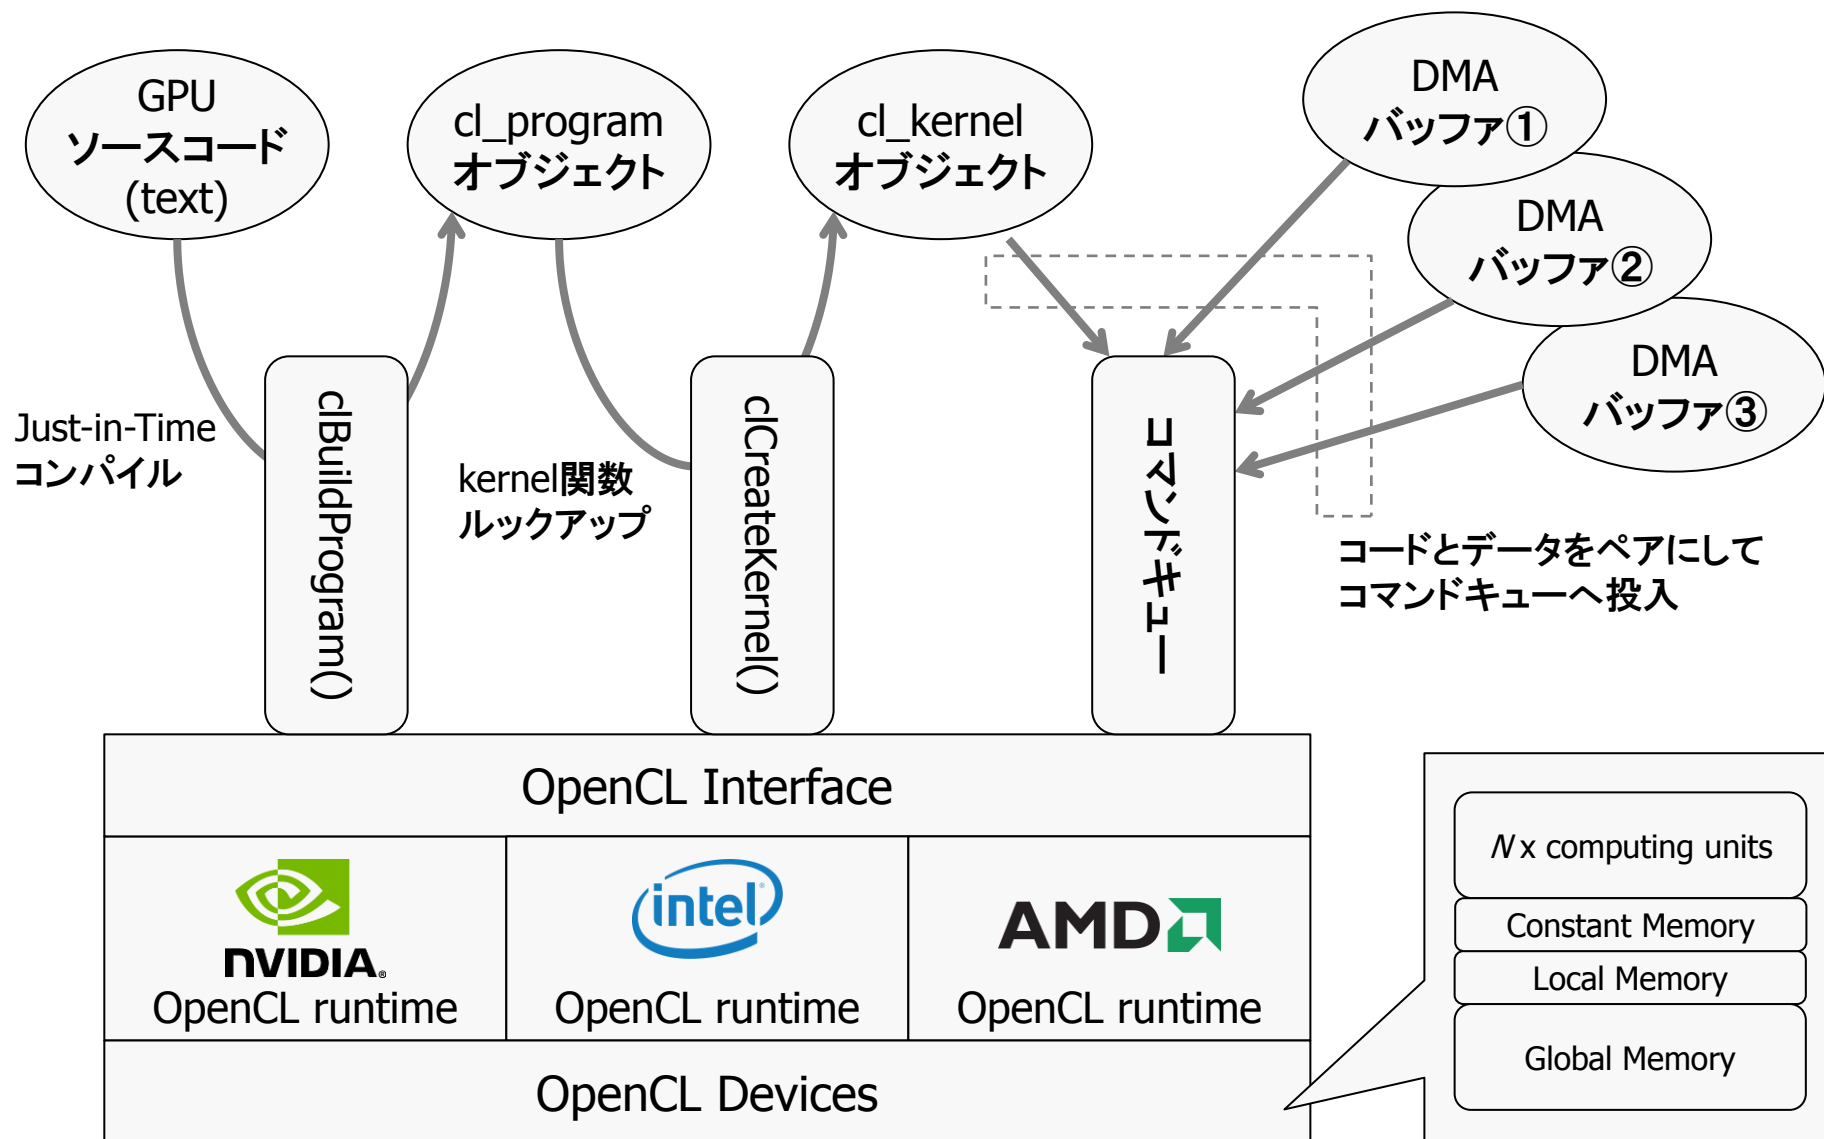 GPU
ソースコード
(text)
cl_program
オブジェクト
cl_kernel
オブジェクト
DMA
バッファ①
DMA
バッファ②
DMA
バッファ③
Just-in-Time
コンパイル
clBuildProgram()
kernel関数
ルックアップ
clCreateKernel()
コマンドキュー
コードとデータをペアにして
コマンドキューへ投入
OpenCL Interface
NVIDIA®
OpenCL runtime
intel®
OpenCL runtime
AMD
OpenCL runtime
OpenCL Devices
N x computing units
Constant Memory
Local Memory
Global Memory